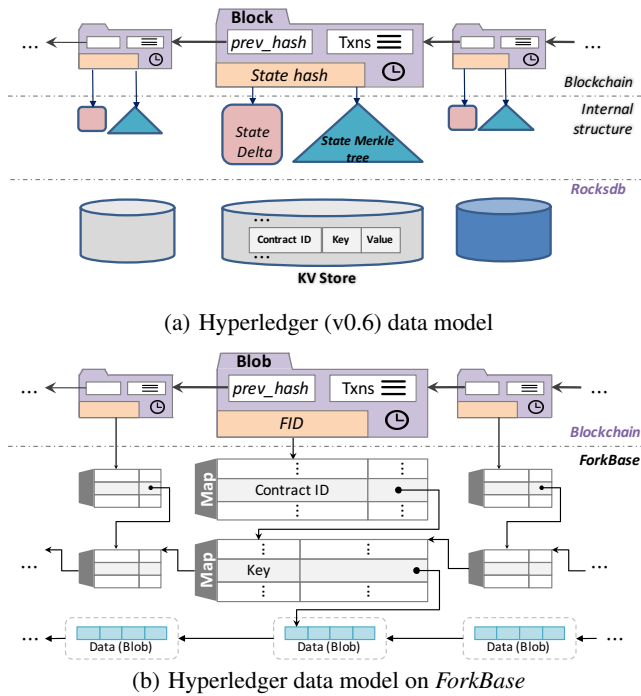 Block
... prev_hash Txns ...
State hash
Blockchain
Internal
structure
State
Delta
State Merkle
tree
Rocksdb
...
Contract ID Key Value
...
KV Store
(a) Hyperledger (v0.6) data model
Blob
... prev_hash Txns ...
FID
Blockchain
ForkBase
Map
⋮ ⋮
Contract ID
⋮ ⋮
Map
⋮ ⋮
... Key ...
⋮ ⋮
... Data (Blob) Data (Blob) Data (Blob) ...
(b) Hyperledger data model on ForkBase